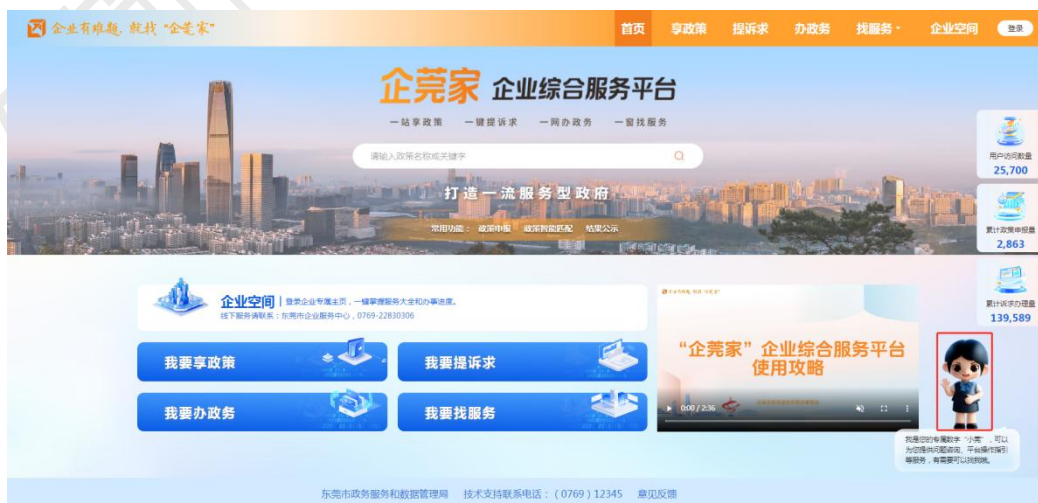 企业有难题，就找“企莞家”
首页 享政策 提诉求 办政务 找服务 企业空间 登录
企莞家 企业综合服务平台
一站享政策 一键提诉求 一网办政务 一窗找服务
请输入政策名称或关键字
打造一流服务型政府
常用功能： 政策申报 政策智能匹配 结果公示
用户访问数量
25,700
累计政策申报量
2,863
累计诉求办理量
139,589
企业空间 | 登录企业专属主页，一键掌握服务大全和办事进度。
线下服务请联系：东莞市企业服务中心，0769-22830306
我要享政策
我要提诉求
我要办政务
我要找服务
企业有难题，就找“企莞家”
“企莞家”企业综合服务平台
使用攻略
0:00 / 2:36
我是您的专属数字“小莞”，可以
为您提供问题咨询、平台操作指引
等服务，有需要可以找我哦。
东莞市政务服务和数据管理局 技术支持联系电话：（0769）12345 意见反馈